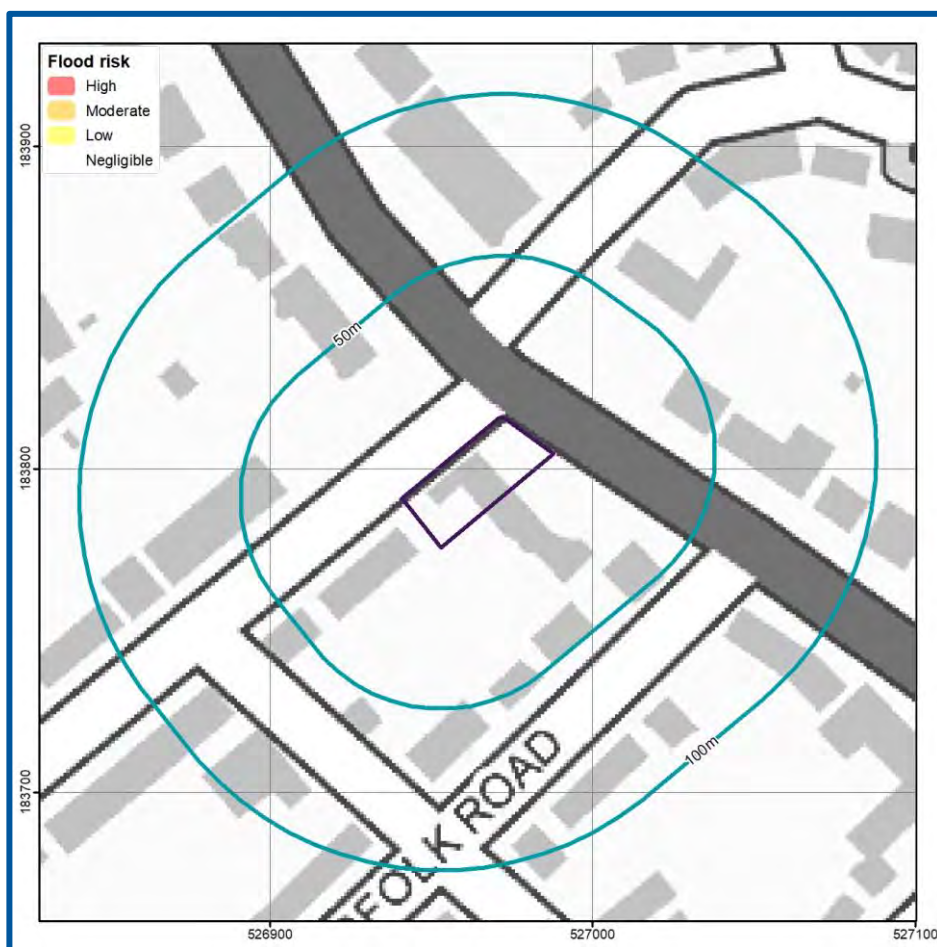 Flood risk
High
Moderate
Low
Negligible
183900
183800
183700
50m
100m
FOLK ROAD
526900
527000
527100